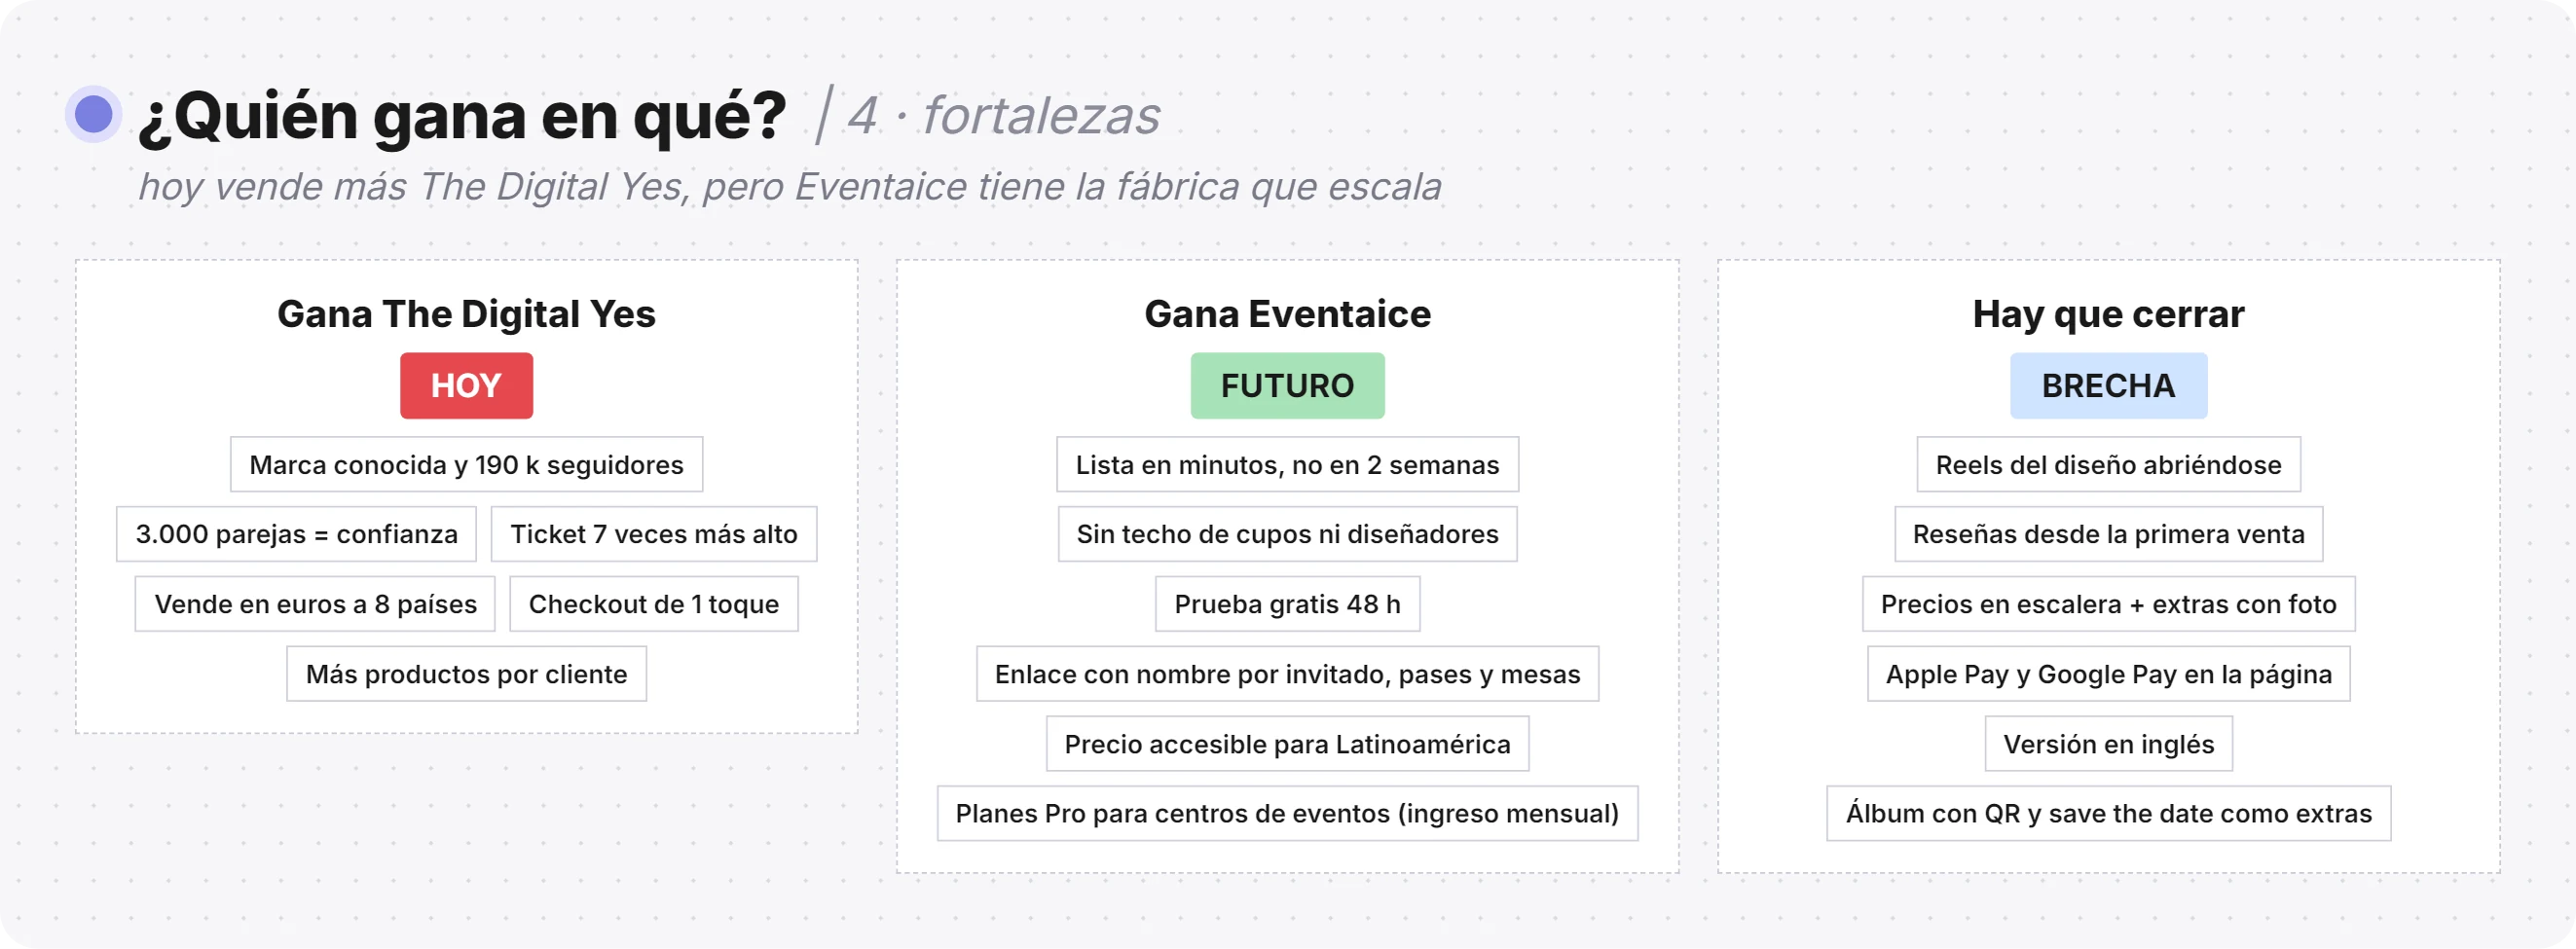 ¿Quién gana en qué? | 4 · fortalezas
hoy vende más The Digital Yes, pero Eventaice tiene la fábrica que escala
Gana The Digital Yes
HOY
Marca conocida y 190 k seguidores
3.000 parejas = confianza
Ticket 7 veces más alto
Vende en euros a 8 países
Checkout de 1 toque
Más productos por cliente
Gana Eventaice
FUTURO
Lista en minutos, no en 2 semanas
Sin techo de cupos ni diseñadores
Prueba gratis 48 h
Enlace con nombre por invitado, pases y mesas
Precio accesible para Latinoamérica
Planes Pro para centros de eventos (ingreso mensual)
Hay que cerrar
BRECHA
Reels del diseño abriéndose
Reseñas desde la primera venta
Precios en escalera + extras con foto
Apple Pay y Google Pay en la página
Versión en inglés
Álbum con QR y save the date como extras